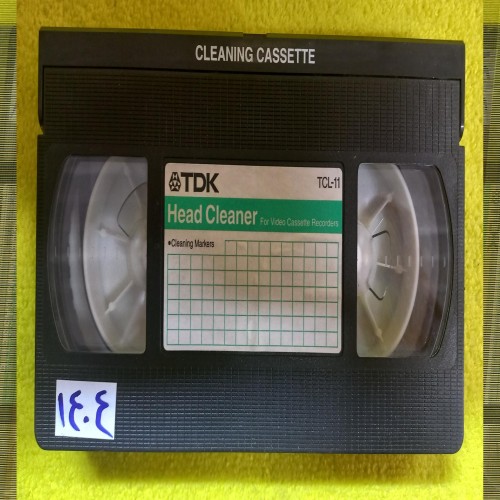 CLEANING CASSETTE
TDK TCL-11
Head Cleaner For Video Cassette Recorders
•Cleaning Markers
١٤٠٤